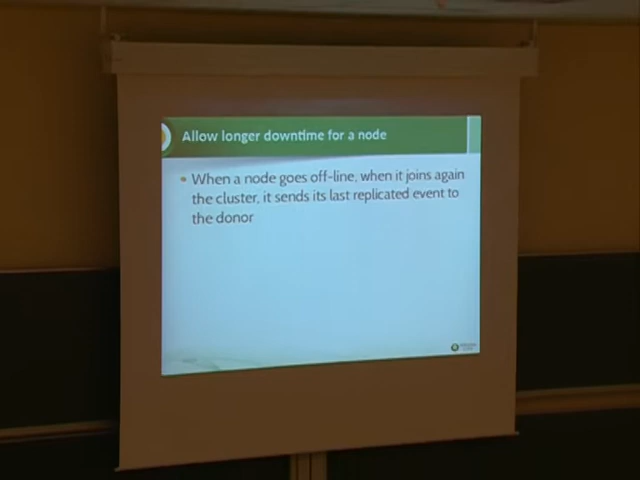 Allow longer downtime for a node
When a node goes off-line, when it joins again
the cluster, it sends its last replicated event to
the donor